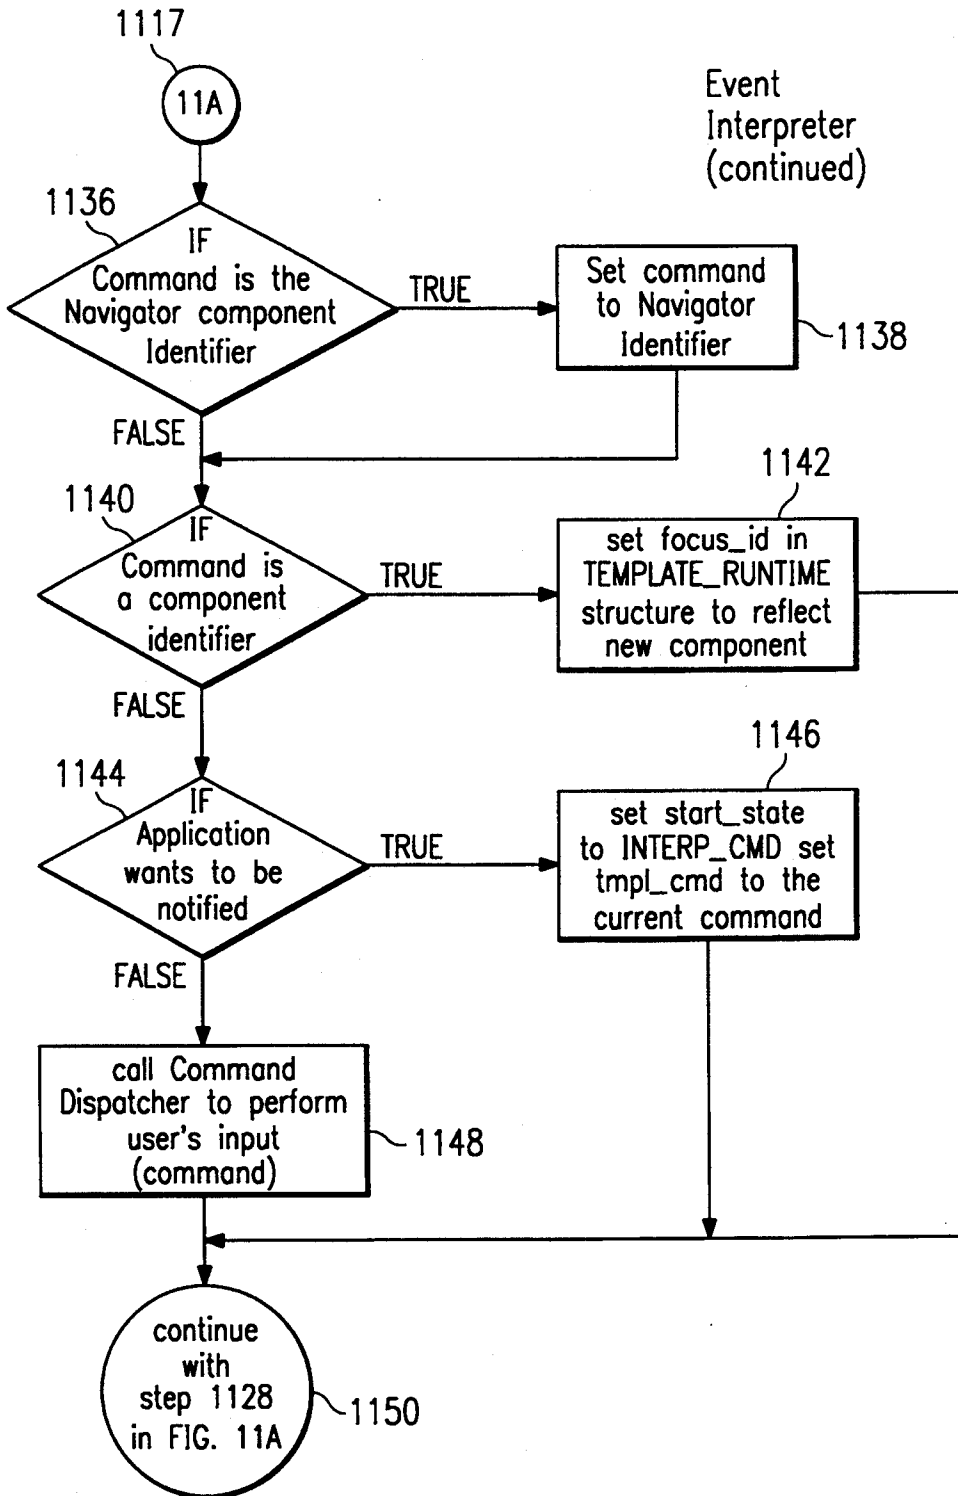 1117
11A
Event
Interpreter
(continued)
1136
IF
Command is the
Navigator component
Identifier
TRUE
Set command
to Navigator
Identifier
1138
FALSE
1140
IF
Command is
a component
identifier
TRUE
1142
set focus_id in
TEMPLATE_RUNTIME
structure to reflect
new component
FALSE
1144
IF
Application
wants to be
notified
TRUE
1146
set start_state
to INTERP_CMD set
tmpl_cmd to the
current command
FALSE
call Command
Dispatcher to perform
user's input
(command)
1148
continue
with
step 1128
in FIG. 11A
1150